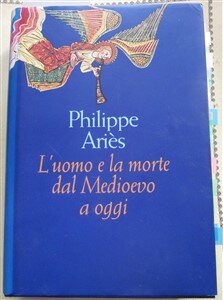 Philippe
Ariès
L'uomo e la morte
dal Medioevo
a oggi